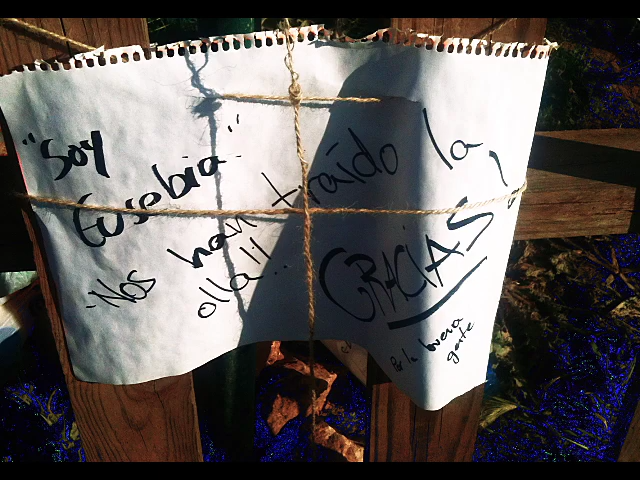 "Soy
Eusebia."
-Nos han traído la
olla!!
GRACIAS!
a la buena
gente